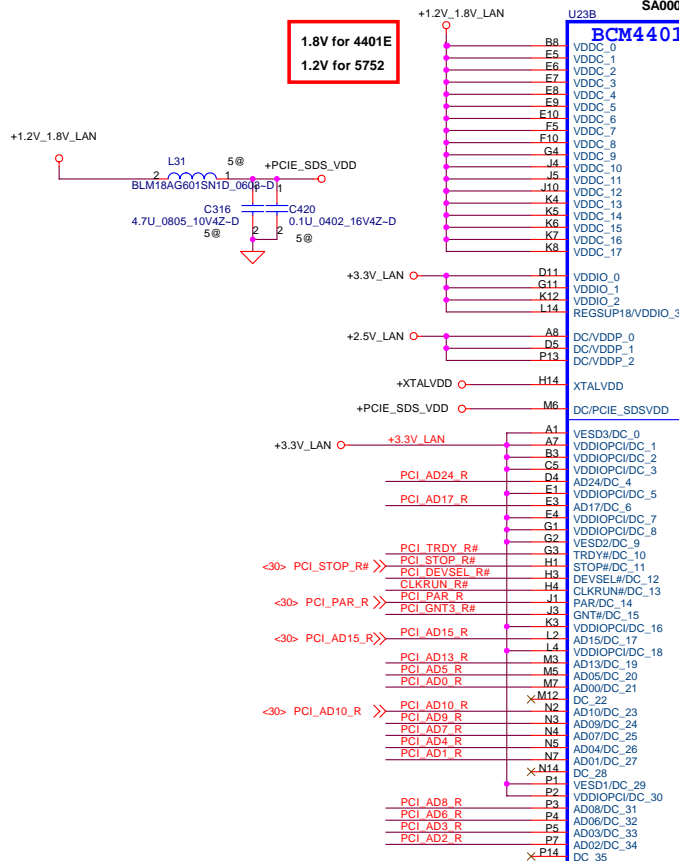 SA000
+1.2V_1.8V_LAN
U23B
BCM4401
1.8V for 4401E
1.2V for 5752
B8 VDDC_0
E5 VDDC_1
E6 VDDC_2
E7 VDDC_3
E8 VDDC_4
E9 VDDC_5
E10 VDDC_6
F5 VDDC_7
F10 VDDC_8
G4 VDDC_9
J4 VDDC_10
J5 VDDC_11
J10 VDDC_12
K4 VDDC_13
K5 VDDC_14
K6 VDDC_15
K7 VDDC_16
K8 VDDC_17
+1.2V_1.8V_LAN
L31 5@
2 1 +PCIE_SDS_VDD
BLM18AG601SN1D_0603~D
1 1
C316 C420
4.7U_0805_10V4Z~D 0.1U_0402_16V4Z~D
2 2
5@ 5@
+3.3V_LAN D11 VDDIO_0
G11 VDDIO_1
K12 VDDIO_2
L14 REGSUP18/VDDIO_3
+2.5V_LAN A8 DC/VDDP_0
D5 DC/VDDP_1
P13 DC/VDDP_2
+XTALVDD H14 XTALVDD
+PCIE_SDS_VDD M6 DC/PCIE_SDSVDD
A1 VESD3/DC_0
+3.3V_LAN +3.3V_LAN A7 VDDIOPCI/DC_1
B3 VDDIOPCI/DC_2
C5 VDDIOPCI/DC_3
PCI_AD24_R D4 AD24/DC_4
E1 VDDIOPCI/DC_5
PCI_AD17_R E3 AD17/DC_6
E4 VDDIOPCI/DC_7
G1 VDDIOPCI/DC_8
G2 VESD2/DC_9
PCI_TRDY_R# G3 TRDY#/DC_10
<30> PCI_STOP_R# PCI_STOP_R# H1 STOP#/DC_11
PCI_DEVSEL_R# H3 DEVSEL#/DC_12
CLKRUN_R# H4 CLKRUN#/DC_13
<30> PCI_PAR_R PCI_PAR_R J1 PAR/DC_14
PCI_GNT3_R# J3 GNT#/DC_15
K3 VDDIOPCI/DC_16
<30> PCI_AD15_R PCI_AD15_R L2 AD15/DC_17
L4 VDDIOPCI/DC_18
PCI_AD13_R M3 AD13/DC_19
PCI_AD5_R M5 AD05/DC_20
PCI_AD0_R M7 AD00/DC_21
M12 DC_22
<30> PCI_AD10_R PCI_AD10_R N2 AD10/DC_23
PCI_AD9_R N3 AD09/DC_24
PCI_AD7_R N4 AD07/DC_25
PCI_AD4_R N5 AD04/DC_26
PCI_AD1_R N7 AD01/DC_27
N14 DC_28
P1 VESD1/DC_29
P2 VDDIOPCI/DC_30
PCI_AD8_R P3 AD08/DC_31
PCI_AD6_R P4 AD06/DC_32
PCI_AD3_R P5 AD03/DC_33
PCI_AD2_R P7 AD02/DC_34
P14 DC_35